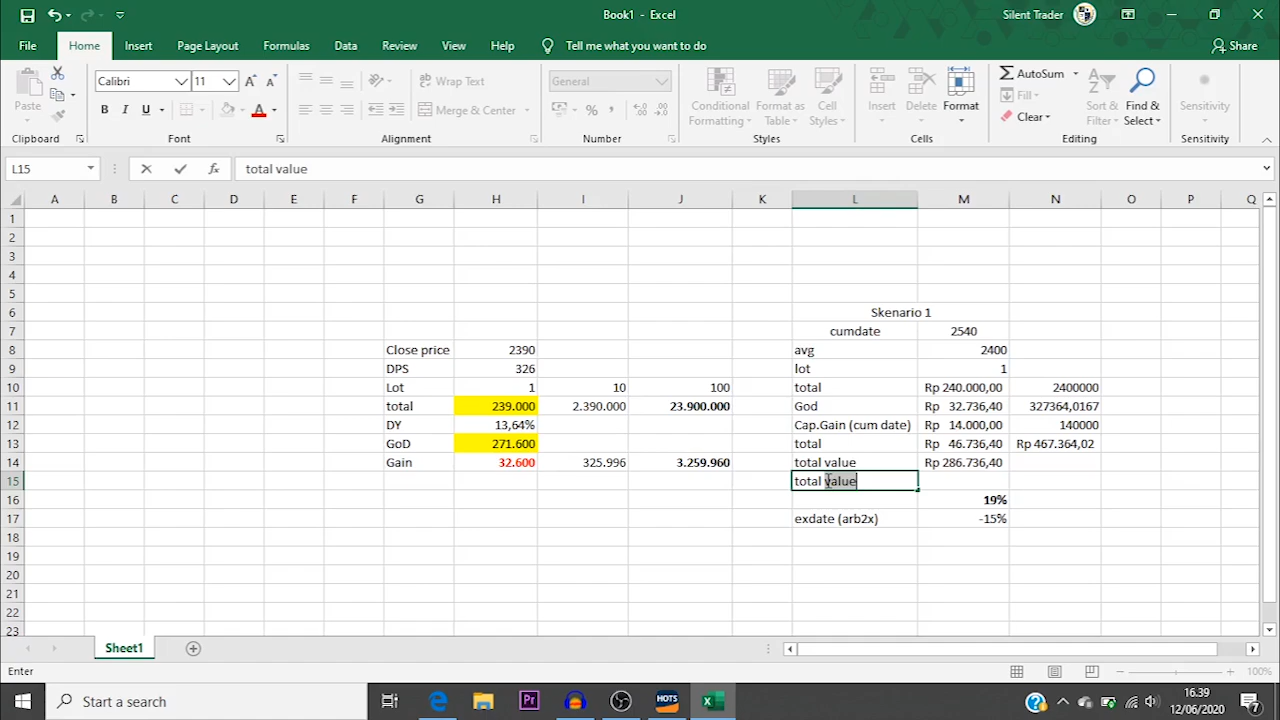 Book1 - Excel
Silent Trader
File Home Insert Page Layout Formulas Data Review View Help Tell me what you want to do Share
Calibri 11 Wrap Text General AutoSum
Paste Conditional Format as Cell Insert Delete Format Fill Sort & Find & Sensitivity
B I U Merge & Center % Formatting Table Styles Clear Filter Select
Clipboard Font Alignment Number Styles Cells Editing Sensitivity
L15 fx total value
A B C D E F G H I J K L M N O P Q
1
2
3
4
5
6 Skenario 1
7 cumdate 2540
8 Close price 2390 avg 2400
9 DPS 326 lot 1
10 Lot 1 10 100 total Rp 240.000,00 2400000
11 total 239.000 2.390.000 23.900.000 God Rp 32.736,40 327364,0167
12 DY 13,64% Cap.Gain (cum date) Rp 14.000,00 140000
13 GoD 271.600 total Rp 46.736,40 Rp 467.364,02
14 Gain 32.600 325.996 3.259.960 total value Rp 286.736,40
15 total value
16 19%
17 exdate (arb2x) -15%
18
19
20
21
22
23
Sheet1
Enter 100%
Start a search Pr HOTS 16.39
12/06/2020 7